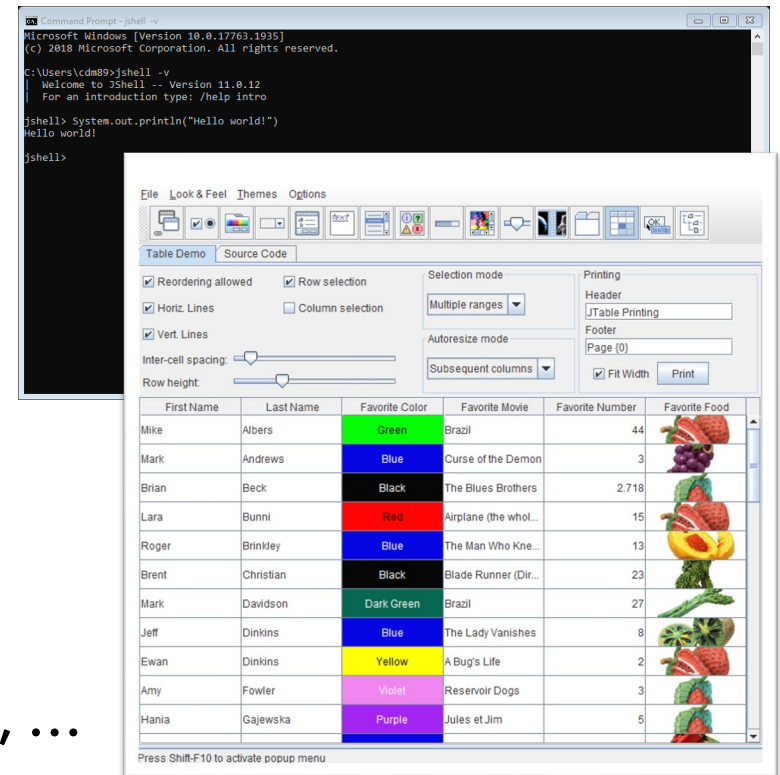 Command Prompt - jshell -v
Microsoft Windows [Version 10.0.17763.1935]
(c) 2018 Microsoft Corporation. All rights reserved.
C:\Users\cdm89>jshell -v
| Welcome to JShell -- Version 11.0.12
| For an introduction type: /help intro
jshell> System.out.println("Hello world!")
Hello world!
jshell>
File Look & Feel Themes Options
text
OK
Table Demo Source Code
Reordering allowed Row selection
Horiz. Lines Column selection
Vert. Lines
Inter-cell spacing:
Row height:
Selection mode
Multiple ranges
Autoresize mode
Subsequent columns
Printing
Header
JTable Printing
Footer
Page {0}
Fit Width Print
First Name Last Name Favorite Color Favorite Movie Favorite Number Favorite Food
Mike Albers Green Brazil 44
Mark Andrews Blue Curse of the Demon 3
Brian Beck Black The Blues Brothers 2.718
Lara Bunni Red Airplane (the whol... 15
Roger Brinkley Blue The Man Who Kne... 13
Brent Christian Black Blade Runner (Dir... 23
Mark Davidson Dark Green Brazil 27
Jeff Dinkins Blue The Lady Vanishes 8
Ewan Dinkins Yellow A Bug's Life 2
Amy Fowler Violet Reservoir Dogs 3
Hania Gajewska Purple Jules et Jim 5
, ...
Press Shift-F10 to activate popup menu